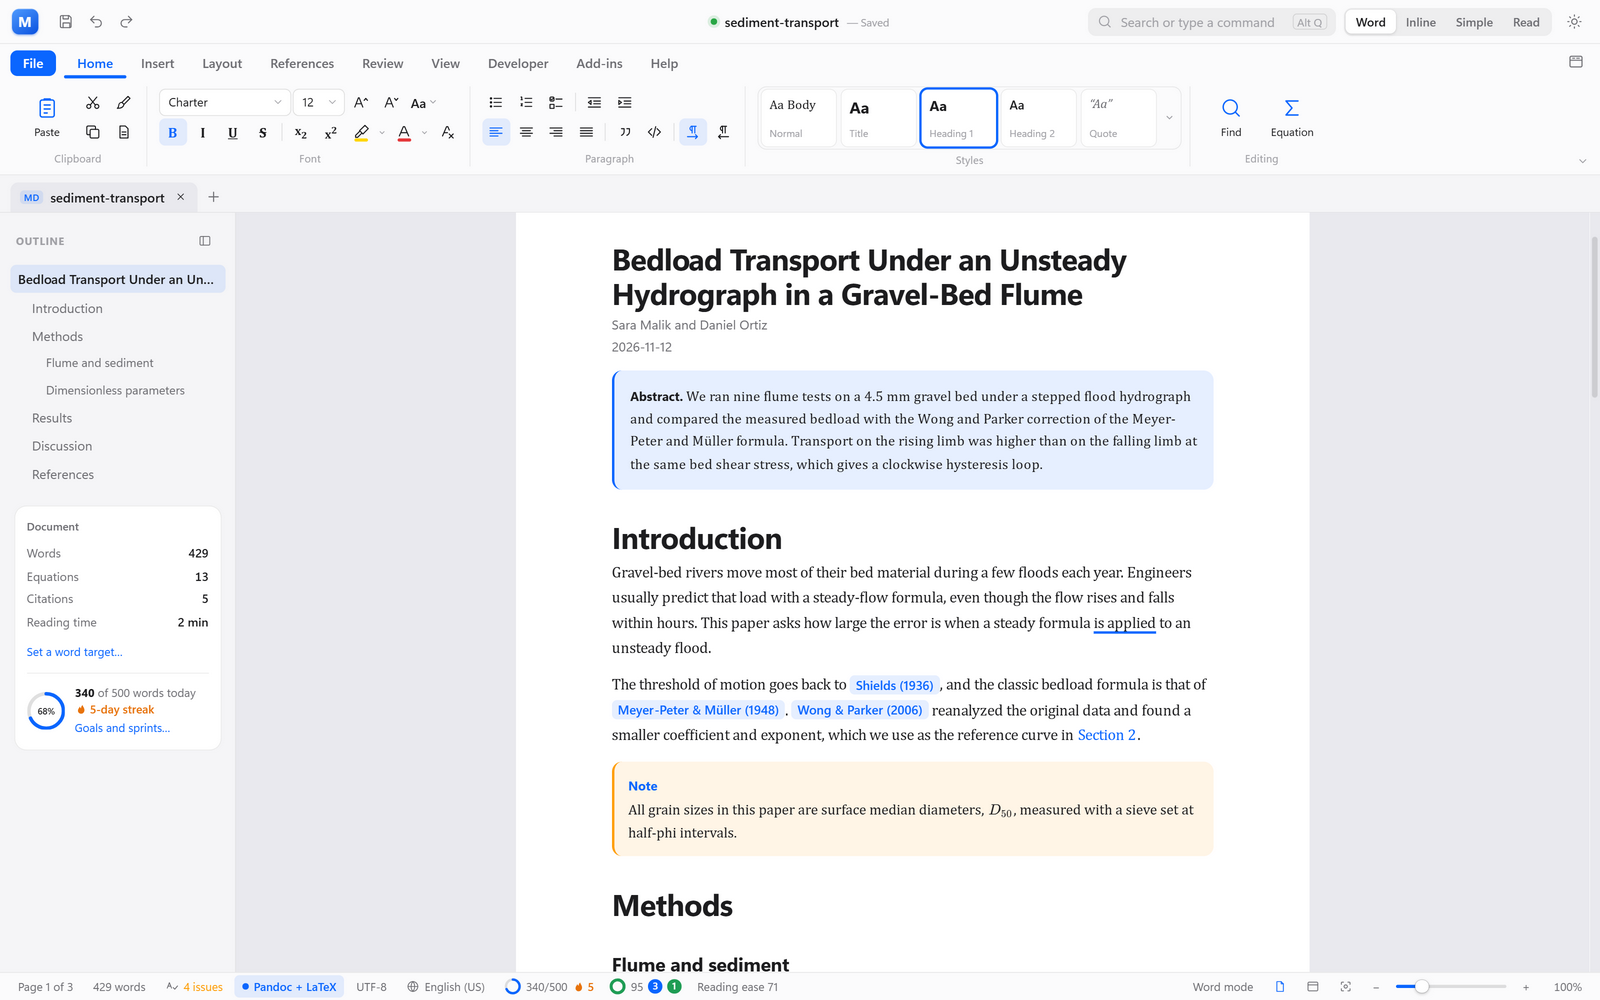 M
sediment-transport — Saved
Search or type a command Alt Q
Word Inline Simple Read
File Home Insert Layout References Review View Developer Add-ins Help
Paste
Clipboard
Charter 12 Aa
B I U S x₂ x² A
Font
Paragraph
Aa Body
Normal
Aa
Title
Aa
Heading 1
Aa
Heading 2
“Aa”
Quote
Styles
Find
Equation
Editing
MD sediment-transport
OUTLINE
Bedload Transport Under an Un...
Introduction
Methods
Flume and sediment
Dimensionless parameters
Results
Discussion
References
Document
Words 429
Equations 13
Citations 5
Reading time 2 min
Set a word target...
68%
340 of 500 words today
5-day streak
Goals and sprints...
Bedload Transport Under an Unsteady
Hydrograph in a Gravel-Bed Flume
Sara Malik and Daniel Ortiz
2026-11-12
Abstract. We ran nine flume tests on a 4.5 mm gravel bed under a stepped flood hydrograph
and compared the measured bedload with the Wong and Parker correction of the Meyer-
Peter and Müller formula. Transport on the rising limb was higher than on the falling limb at
the same bed shear stress, which gives a clockwise hysteresis loop.
Introduction
Gravel-bed rivers move most of their bed material during a few floods each year. Engineers
usually predict that load with a steady-flow formula, even though the flow rises and falls
within hours. This paper asks how large the error is when a steady formula is applied to an
unsteady flood.
The threshold of motion goes back to Shields (1936), and the classic bedload formula is that of
Meyer-Peter & Müller (1948). Wong & Parker (2006) reanalyzed the original data and found a
smaller coefficient and exponent, which we use as the reference curve in Section 2.
Note
All grain sizes in this paper are surface median diameters, D₅₀, measured with a sieve set at
half-phi intervals.
Methods
Flume and sediment
Page 1 of 3 429 words 4 issues Pandoc + LaTeX UTF-8 English (US) 340/500 5 95 3 1 Reading ease 71 Word mode − + 100%